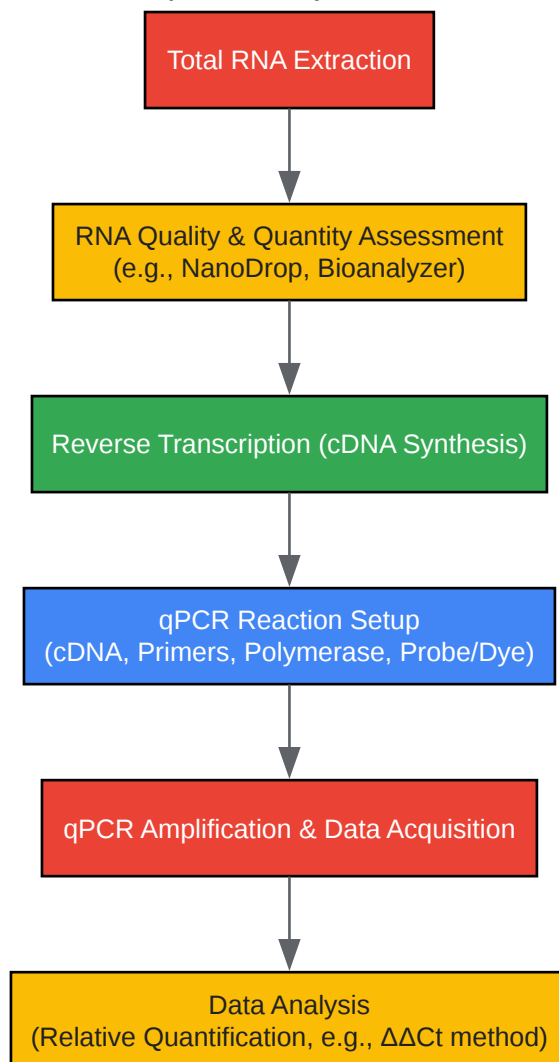 Total RNA Extraction
RNA Quality & Quantity Assessment
(e.g., NanoDrop, Bioanalyzer)
Reverse Transcription (cDNA Synthesis)
qPCR Reaction Setup
(cDNA, Primers, Polymerase, Probe/Dye)
qPCR Amplification & Data Acquisition
Data Analysis
(Relative Quantification, e.g., ΔΔCt method)